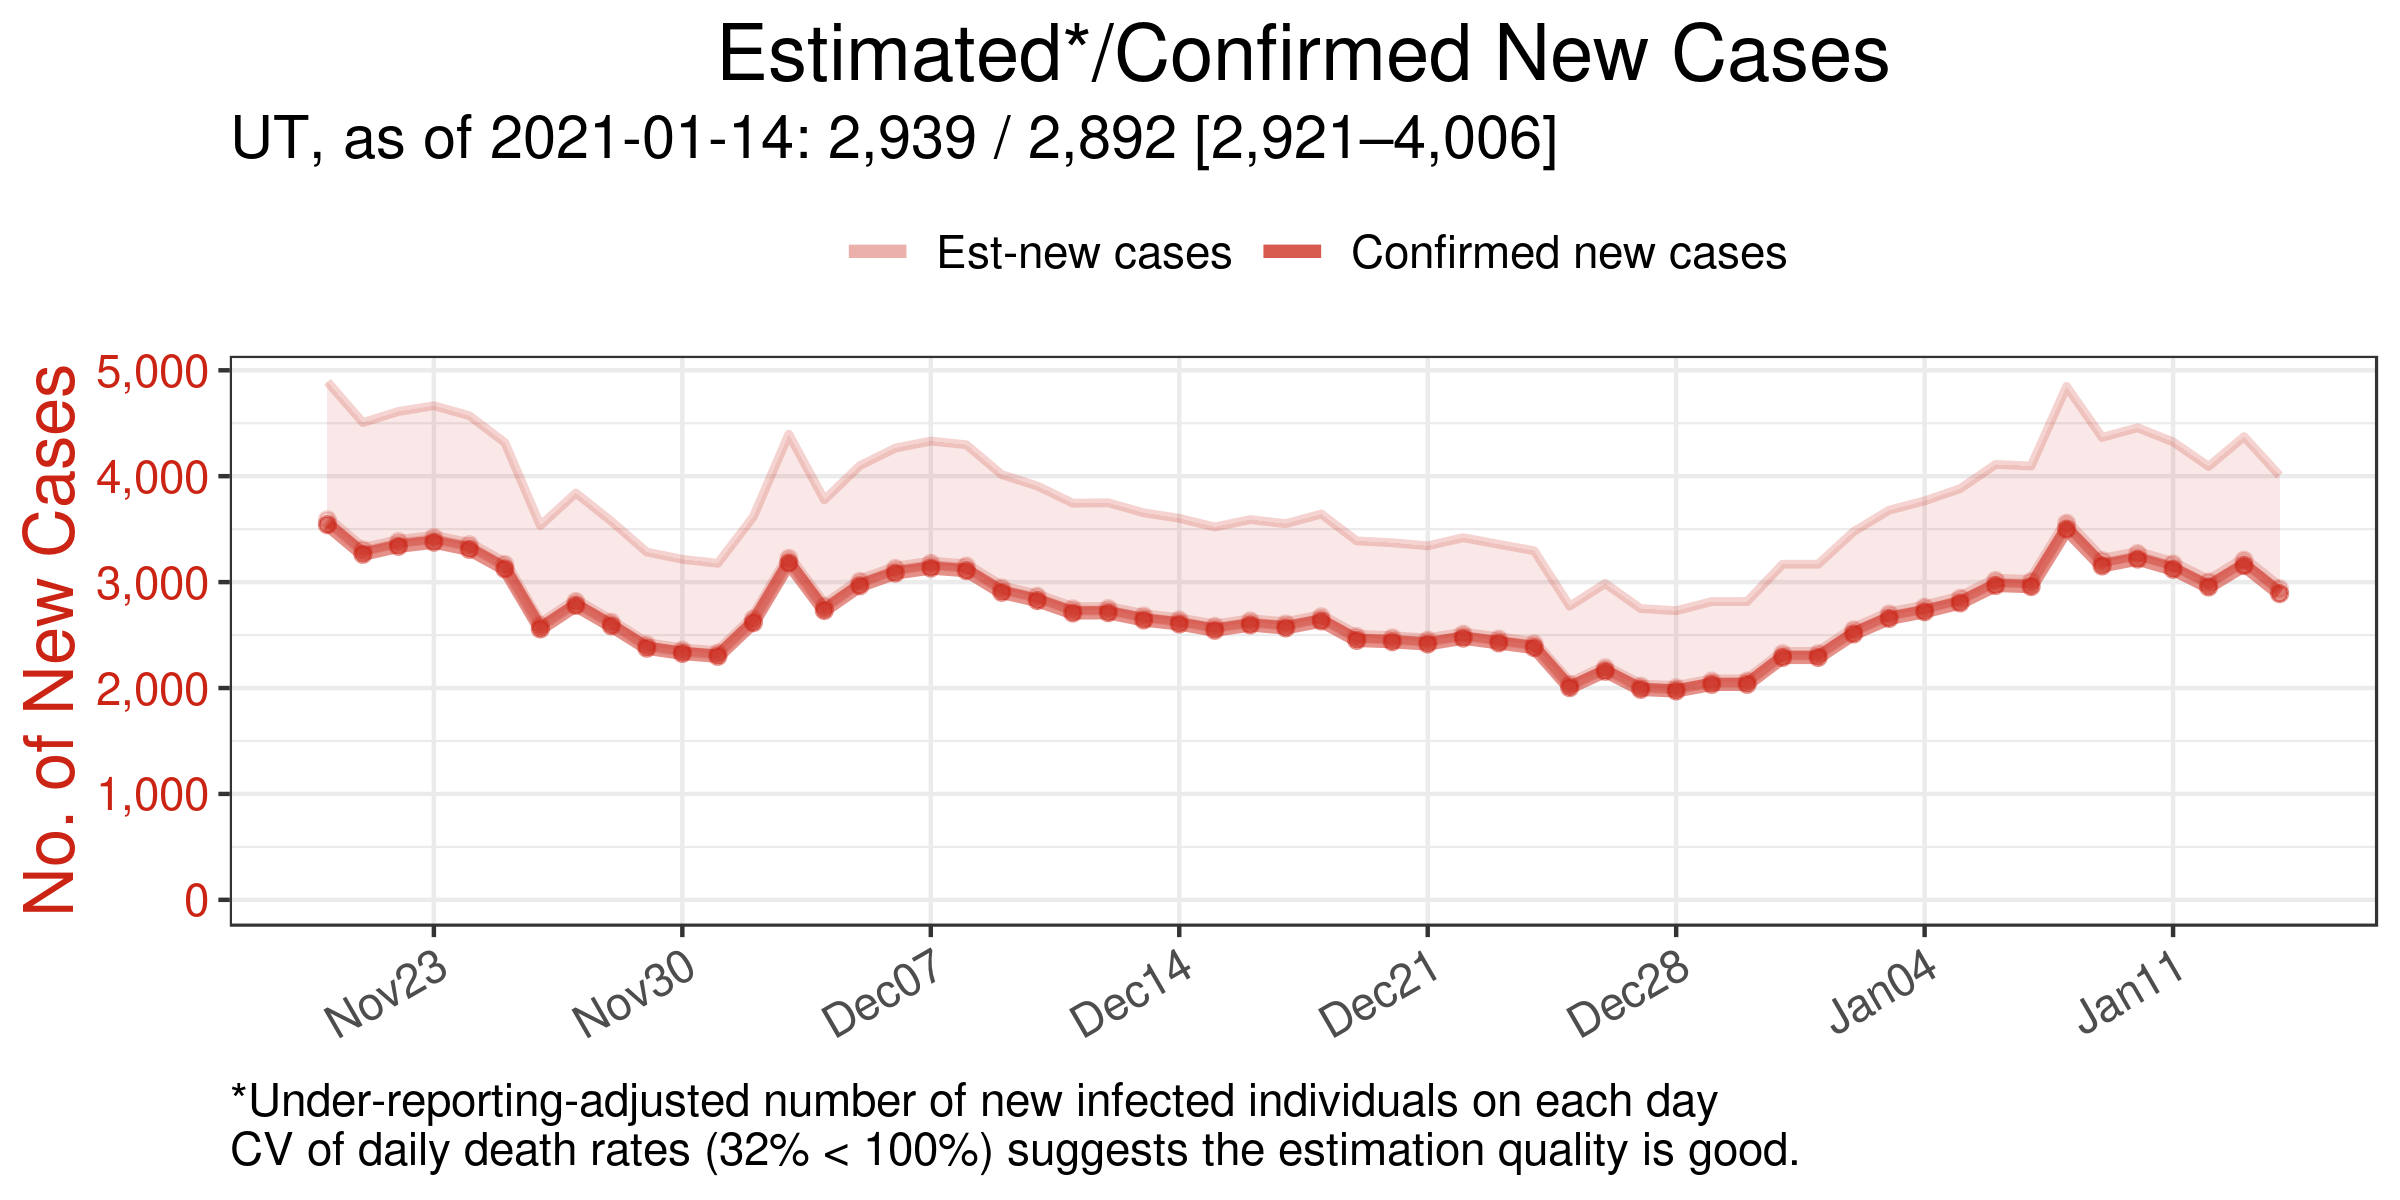 Estimated*/Confirmed New Cases
UT, as of 2021-01-14: 2,939 / 2,892 [2,921–4,006]
Est-new cases
Confirmed new cases
No. of New Cases
5,000
4,000
3,000
2,000
1,000
0
Nov23
Nov30
Dec07
Dec14
Dec21
Dec28
Jan04
Jan11
*Under-reporting-adjusted number of new infected individuals on each day
CV of daily death rates (32% < 100%) suggests the estimation quality is good.